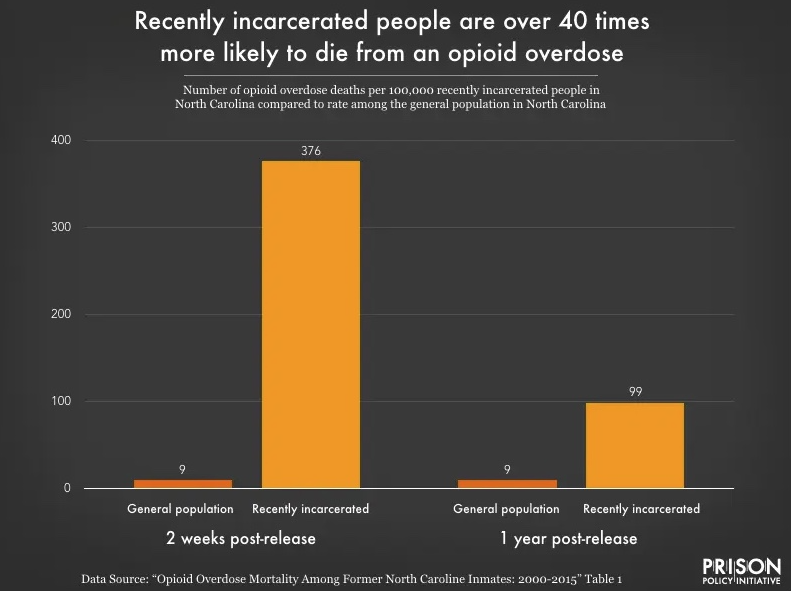 Recently incarcerated people are over 40 times
more likely to die from an opioid overdose
Number of opioid overdose deaths per 100,000 recently incarcerated people in
North Carolina compared to rate among the general population in North Carolina
400
376
300
200
100
99
9
9
0
General population
Recently incarcerated
General population
Recently incarcerated
2 weeks post-release
1 year post-release
Data Source: “Opioid Overdose Mortality Among Former North Caroline Inmates: 2000-2015” Table 1
PRISON
POLICY INITIATIVE